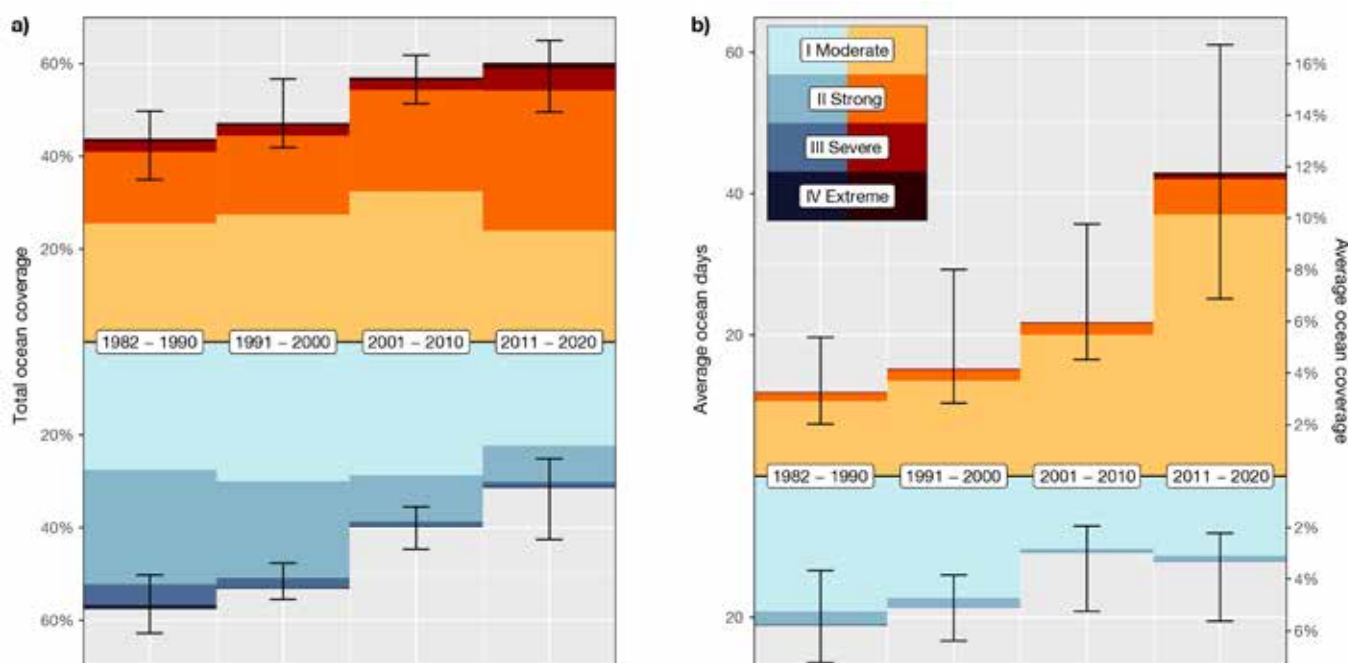 a)
Total ocean coverage
60%
40%
20%
1982 – 1990
1991 – 2000
2001 – 2010
2011 – 2020
20%
40%
60%
b)
Average ocean days
60
40
20
20
I Moderate
II Strong
III Severe
IV Extreme
1982 – 1990
1991 – 2000
2001 – 2010
2011 – 2020
16%
14%
12%
10%
8%
6%
4%
2%
2%
4%
6%
Average ocean coverage